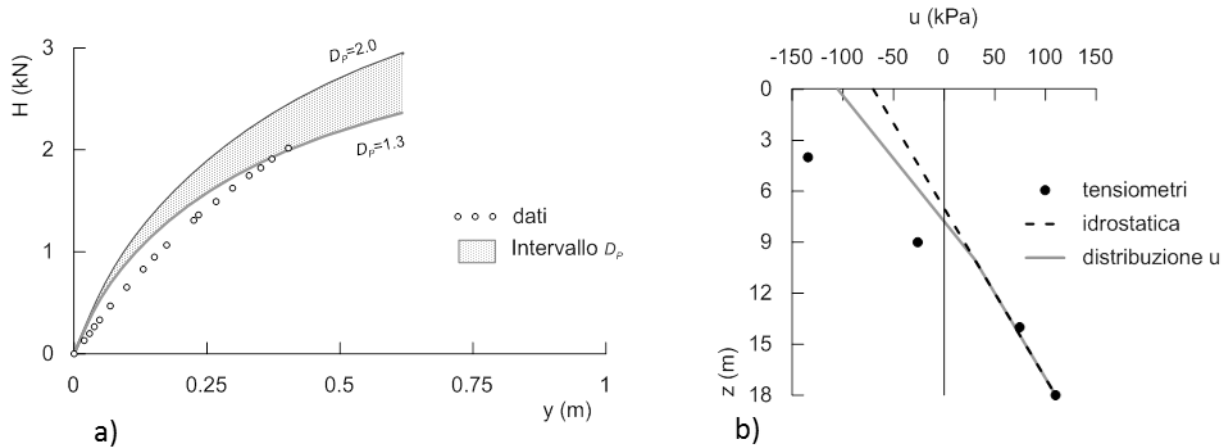 3
2
1
0
H (kN)
D_P=2.0
D_P=1.3
dati
Intervallo D_P
0 0.25 0.5 0.75 1
y (m)
a)
u (kPa)
-150 -100 -50 0 50 100 150
0
3
6
9
12
15
18
z (m)
tensiometri
idrostatica
distribuzione u
b)